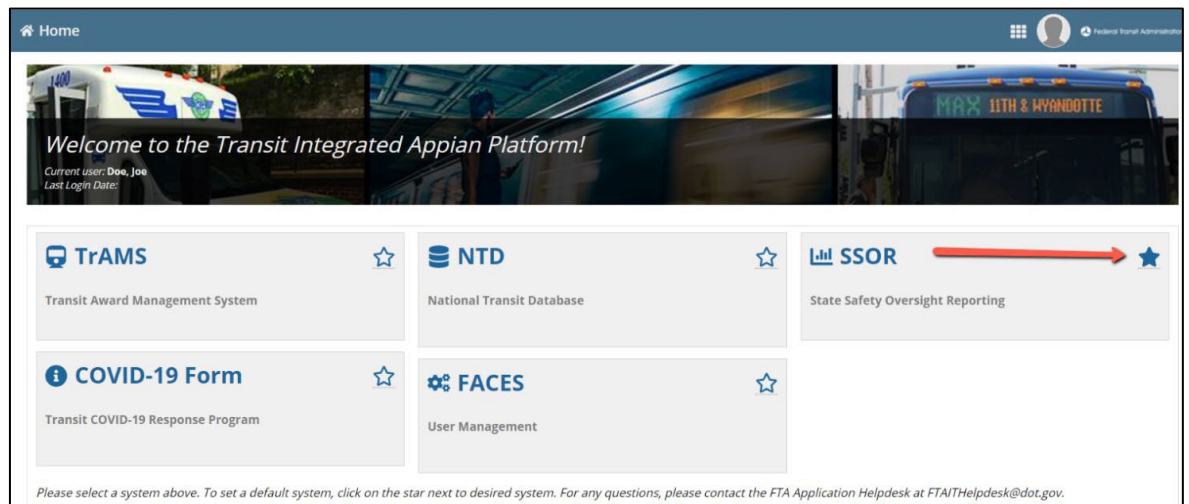 Home
Federal Transit Administration
1400
MAX 11TH & WYANDOTTE
Welcome to the Transit Integrated Appian Platform!
Current user: Doe, Joe
Last Login Date:
TrAMS
Transit Award Management System
NTD
National Transit Database
SSOR
State Safety Oversight Reporting
COVID-19 Form
Transit COVID-19 Response Program
FACES
User Management
Please select a system above. To set a default system, click on the star next to desired system. For any questions, please contact the FTA Application Helpdesk at FTAITHelpdesk@dot.gov.